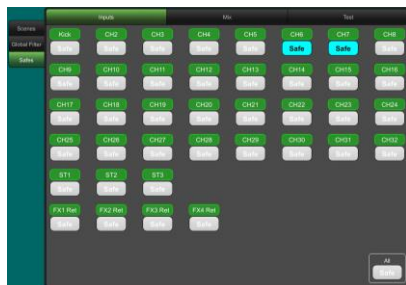 Inputs Mix Tool
Scenes
Global Filter
Safes
Kick CH2 CH3 CH4 CH5 CH6 CH7 CH8
Safe Safe Safe Safe Safe Safe Safe Safe
CH9 CH10 CH11 CH12 CH13 CH14 CH15 CH16
Safe Safe Safe Safe Safe Safe Safe Safe
CH17 CH18 CH19 CH20 CH21 CH22 CH23 CH24
Safe Safe Safe Safe Safe Safe Safe Safe
CH25 CH26 CH27 CH28 CH29 CH30 CH31 CH32
Safe Safe Safe Safe Safe Safe Safe Safe
ST1 ST2 ST3
Safe Safe Safe
FX1 Ret FX2 Ret FX3 Ret FX4 Ret
Safe Safe Safe Safe
All
Safe